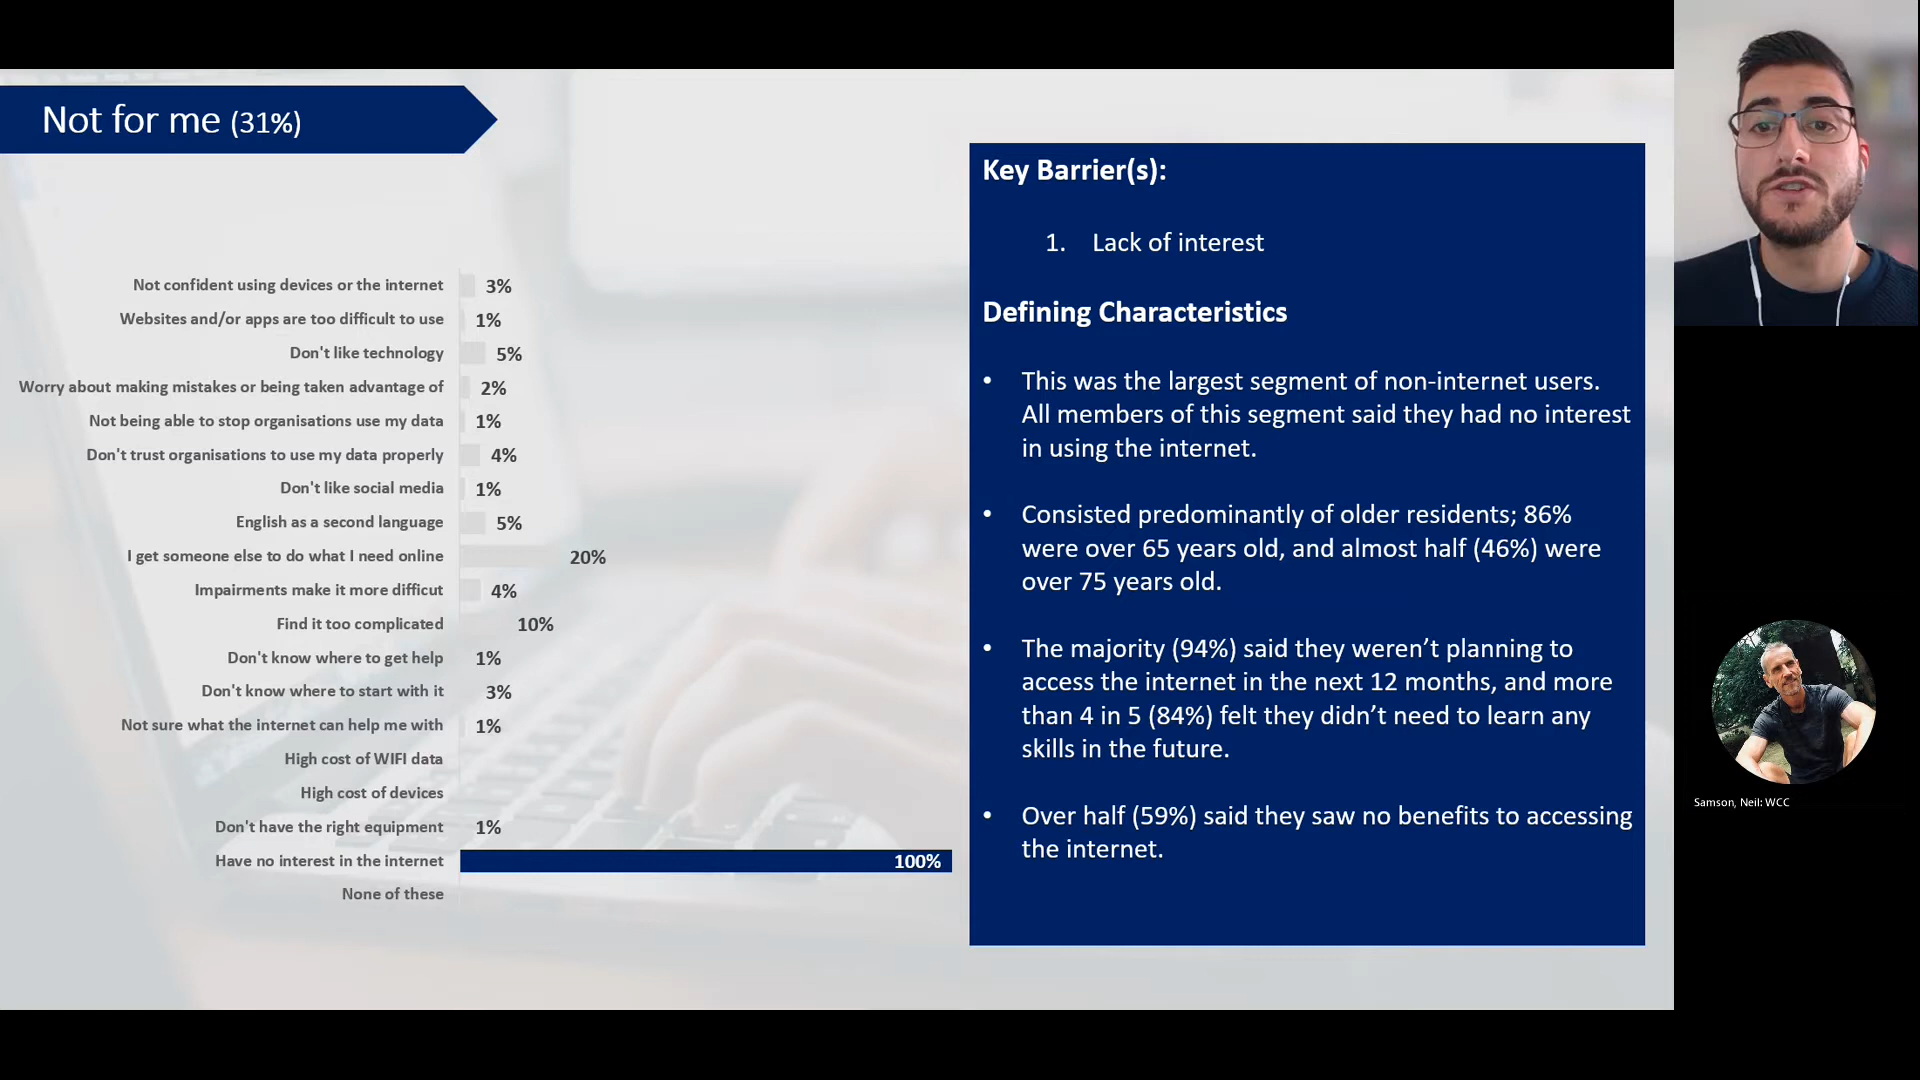 Not for me (31%)
Not confident using devices or the internet 3%
Websites and/or apps are too difficult to use 1%
Don't like technology 5%
Worry about making mistakes or being taken advantage of 2%
Not being able to stop organisations use my data 1%
Don't trust organisations to use my data properly 4%
Don't like social media 1%
English as a second language 5%
I get someone else to do what I need online 20%
Impairments make it more difficut 4%
Find it too complicated 10%
Don't know where to get help 1%
Don't know where to start with it 3%
Not sure what the internet can help me with 1%
High cost of WIFI data
High cost of devices
Don't have the right equipment 1%
Have no interest in the internet 100%
None of these
Key Barrier(s):
1. Lack of interest
Defining Characteristics
• This was the largest segment of non-internet users.
All members of this segment said they had no interest
in using the internet.
• Consisted predominantly of older residents; 86%
were over 65 years old, and almost half (46%) were
over 75 years old.
• The majority (94%) said they weren’t planning to
access the internet in the next 12 months, and more
than 4 in 5 (84%) felt they didn’t need to learn any
skills in the future.
• Over half (59%) said they saw no benefits to accessing
the internet.
Samson, Neil: WCC